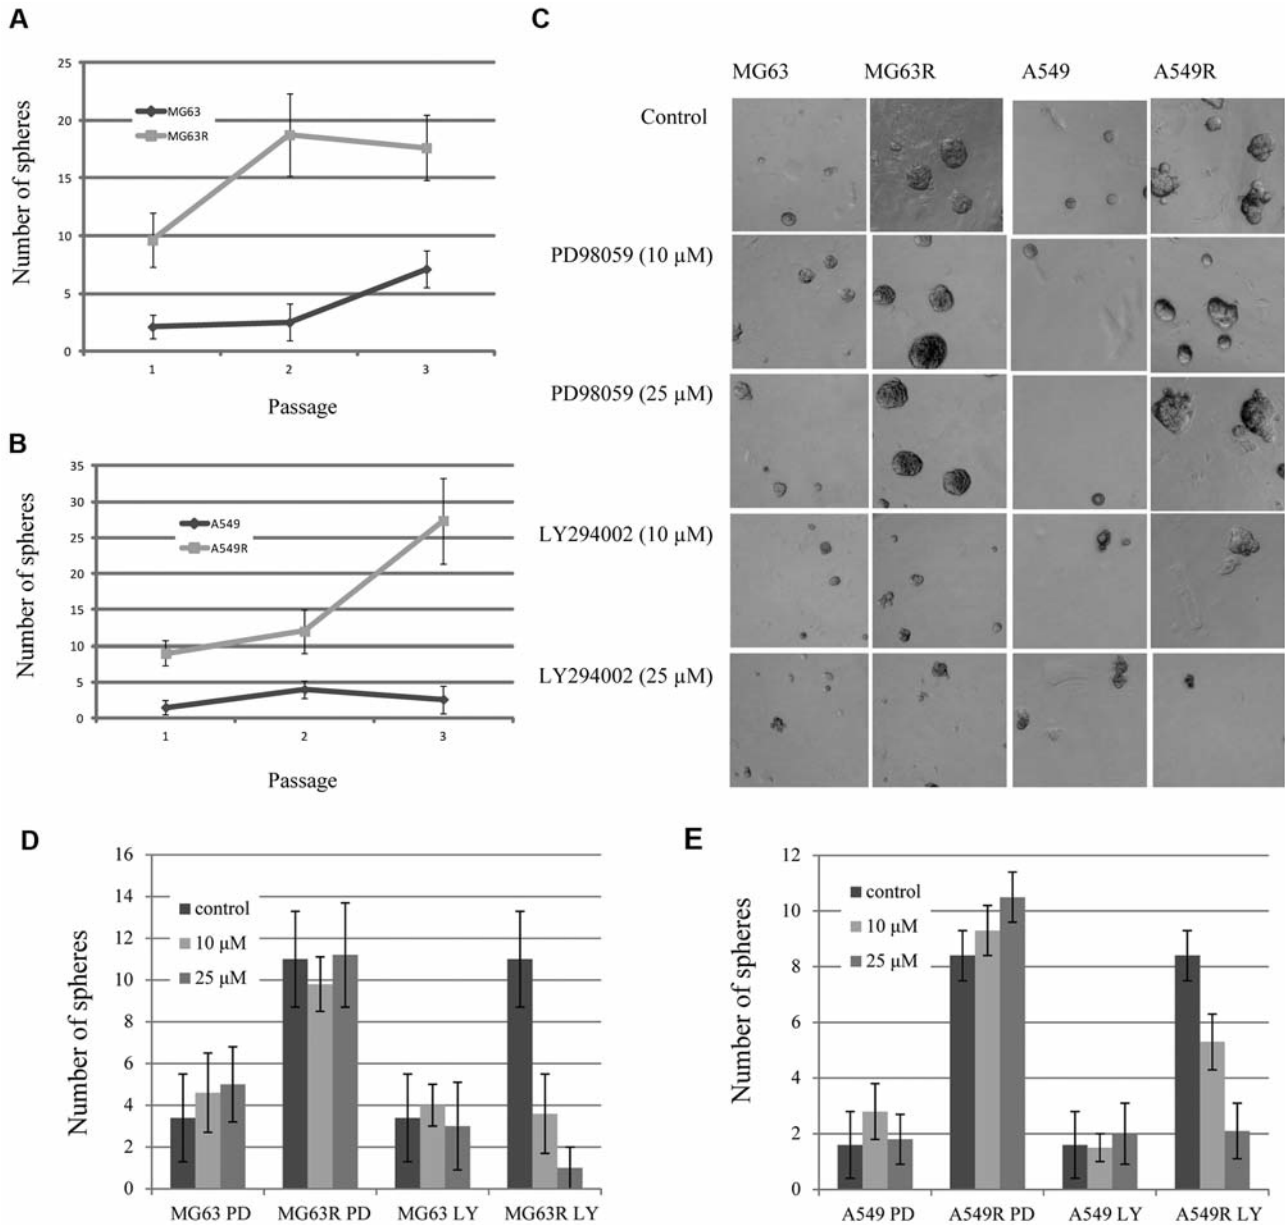 A
25
20
15
10
5
0
MG63
MG63R
Number of spheres
1 2 3
Passage
B
35
30
25
20
15
10
5
0
A549
A549R
Number of spheres
1 2 3
Passage
C
MG63 MG63R A549 A549R
Control
PD98059 (10 µM)
PD98059 (25 µM)
LY294002 (10 µM)
LY294002 (25 µM)
D
16
14
12
10
8
6
4
2
0
control
10 µM
25 µM
Number of spheres
MG63 PD MG63R PD MG63 LY MG63R LY
E
12
10
8
6
4
2
0
control
10 µM
25 µM
Number of spheres
A549 PD A549R PD A549 LY A549R LY